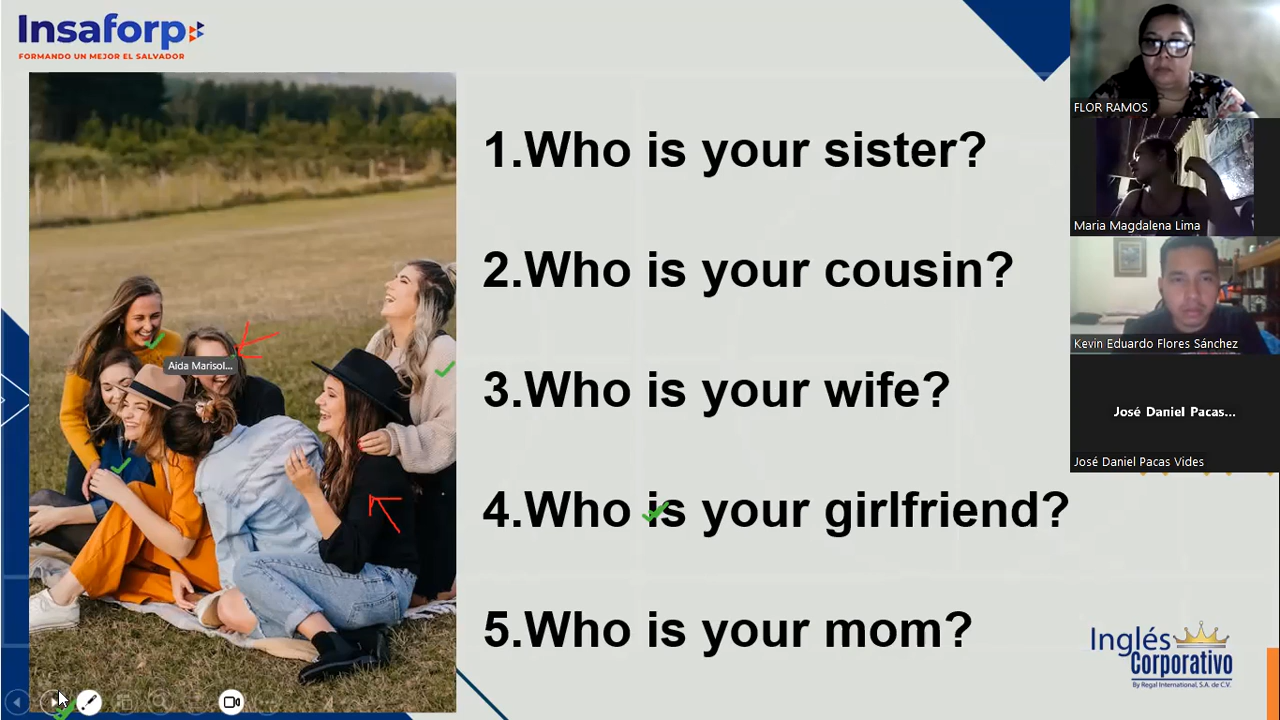 Insaforp
FORMANDO UN MEJOR EL SALVADOR
1.Who is your sister?
2.Who is your cousin?
3.Who is your wife?
4.Who is your girlfriend?
5.Who is your mom?
Aida Marisol...
FLOR RAMOS
Maria Magdalena Lima
Kevin Eduardo Flores Sánchez
José Daniel Pacas...
José Daniel Pacas Vides
Inglés
Corporativo
By Regal International, S.A. de C.V.